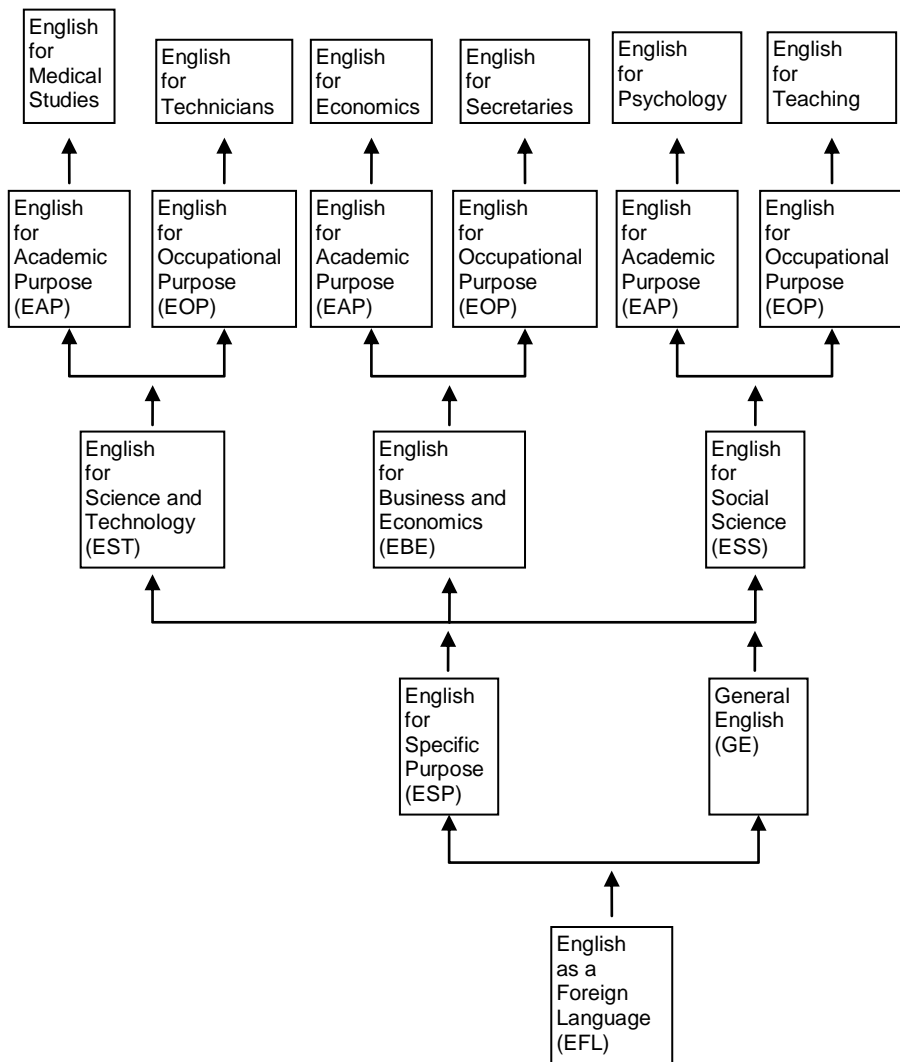 English
for
Medical
Studies
English
for
Technicians
English
for
Economics
English
for
Secretaries
English
for
Psychology
English
for
Teaching
English
for
Academic
Purpose
(EAP)
English
for
Occupational
Purpose
(EOP)
English
for
Academic
Purpose
(EAP)
English
for
Occupational
Purpose
(EOP)
English
for
Academic
Purpose
(EAP)
English
for
Occupational
Purpose
(EOP)
English
for
Science and
Technology
(EST)
English
for
Business and
Economics
(EBE)
English
for
Social
Science
(ESS)
English
for
Specific
Purpose
(ESP)
General
English
(GE)
English
as a
Foreign
Language
(EFL)